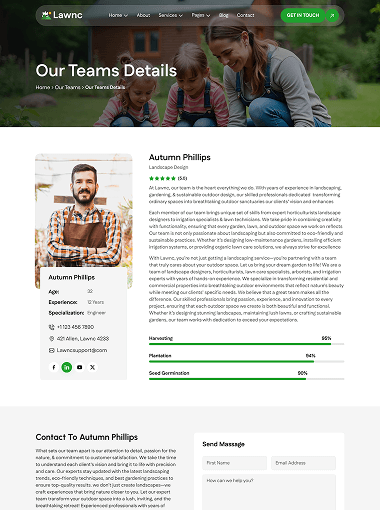 Lawnc
Home About Services Pages Blog Contact
GET IN TOUCH
Our Teams Details
Home > Our Teams > Our Teams Details
Autumn Phillips
Landscape Design
(5.0)
At Lawnc, our team is the heart everything we do. With years of experience in landscaping,
gardening, & sustainable outdoor design, our skilled professionals dedicated transforming
ordinary spaces into breathtaking outdoor sanctuaries our clients' vision and enhances
Each member of our team brings unique set of skills from expert horticulturists landscape
designers to irrigation specialists & lawn technicians. We take pride in combining creativity
with functionality, ensuring that every garden, lawn, and outdoor space we work on reflects
Our team is not only passionate about landscaping but also committed to eco-friendly and
sustainable practices. Whether it's designing low-maintenance gardens, installing efficient
irrigation systems, or providing organic lawn care solutions, we always strive for excellence
With Lawnc, you're not just getting a landscaping service—you're partnering with a team
that truly cares about your outdoor space. Let us bring your dream garden to life! We are a
team of landscape designers, horticulturists, lawn care specialists, arborists, and irrigation
experts with years of hands-on experience. We specialize in transforming residential and
commercial properties into breathtaking outdoor environments that reflect nature's beauty
while meeting our clients' specific needs. We believe that a great team makes all the
difference. Our skilled professionals bring passion, experience, and innovation to every
project, ensuring that each outdoor space we create is both beautiful and functional.
Whether it's designing stunning landscapes, maintaining lush lawns, or crafting sustainable
gardens, our team works with dedication to exceed your expectations.
Autumn Phillips
Age: 32
Experience: 12 Years
Specialization: Engineer
+1123 456 7890
421 Allen, Lawnc 4233
Lawncsupport@com
Harvesting 95%
Plantation 94%
Seed Germination 90%
Contact To Autumn Phillips
What sets our team apart is our attention to detail, passion for the
nature, & commitment to customer satisfaction. We take the time
to understand each client's vision and bring it to life with precision
and care. Our experts stay updated with the latest landscaping
trends, eco-friendly techniques, and best gardening practices to
ensure top-quality results. we don't just create landscapes—we
craft experiences that bring nature closer to you. Let our expert
team transform your outdoor space into a lush, inviting, and the
breathtaking retreat! Experienced professionals with years of
Send Massage
First Name
Email Address
How can we help you?